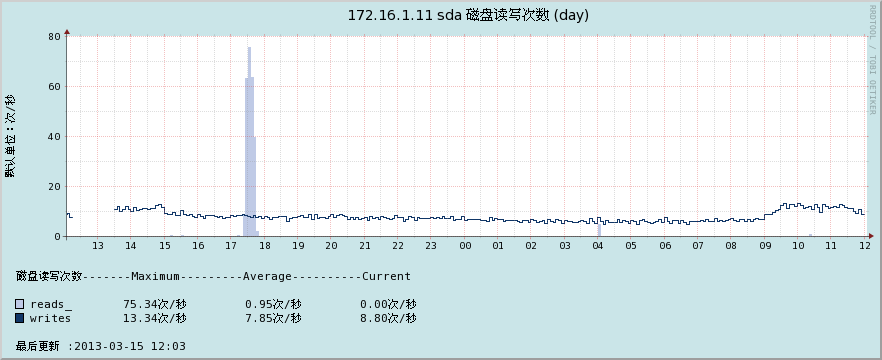 172.16.1.11 sda 磁盘读写次数 (day)
RRDTOOL / TOBI OETIKER
默认单位：次/秒
80
60
40
20
0
13 14 15 16 17 18 19 20 21 22 23 00 01 02 03 04 05 06 07 08 09 10 11 12
磁盘读写次数-------Maximum---------Average----------Current
reads_ 75.34次/秒 0.95次/秒 0.00次/秒
writes 13.34次/秒 7.85次/秒 8.80次/秒
最后更新 :2013-03-15 12:03